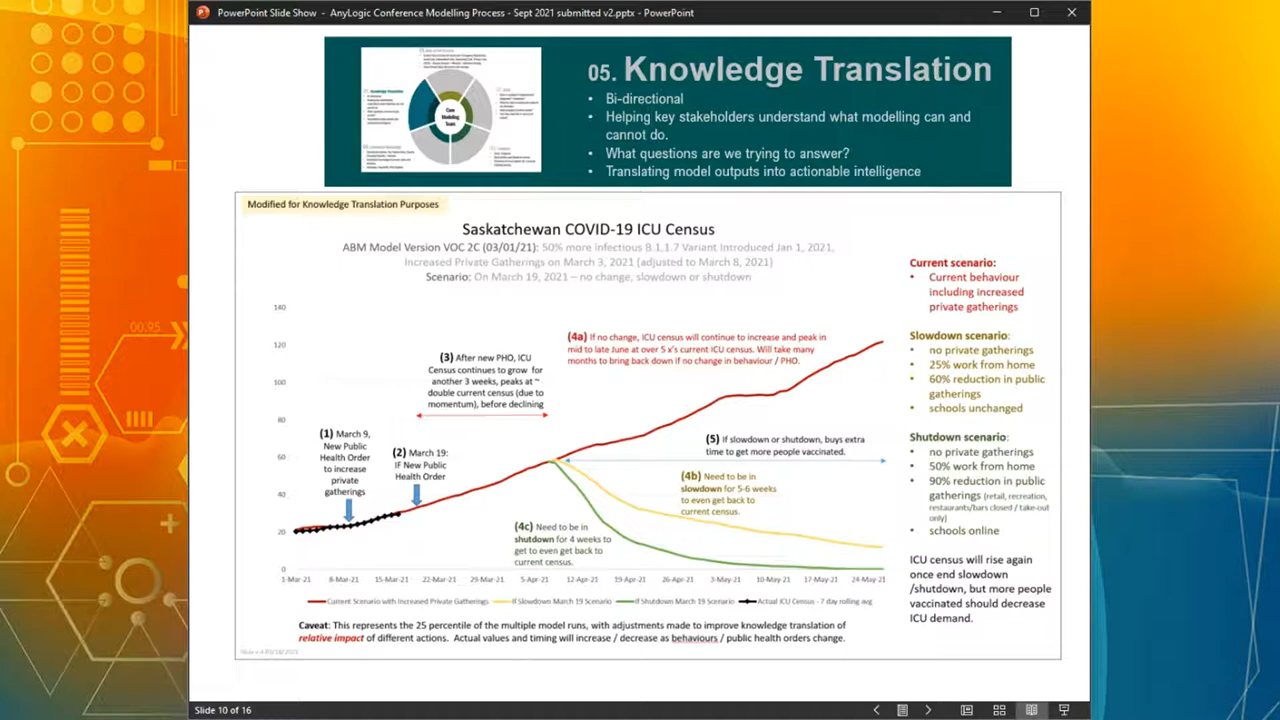 PowerPoint Slide Show - AnyLogic Conference Modelling Process - Sept 2021 submitted v2.pptx - PowerPoint
05. Knowledge Translation
• Bi-directional
• Helping key stakeholders understand what modelling can and
cannot do.
• What questions are we trying to answer?
• Translating model outputs into actionable intelligence
Core
Modeling
Team
00.95
Modified for Knowledge Translation Purposes
Saskatchewan COVID-19 ICU Census
ABM Model Version VOC 2C (03/01/21): 50% more infectious B.1.1.7 Variant Introduced Jan 1, 2021,
Increased Private Gatherings on March 3, 2021 (adjusted to March 8, 2021)
Scenario: On March 19, 2021 – no change, slowdown or shutdown
140
120
100
80
60
40
20
0
1-Mar-21 8-Mar-21 15-Mar-21 22-Mar-21 29-Mar-21 5-Apr-21 12-Apr-21 19-Apr-21 26-Apr-21 3-May-21 10-May-21 17-May-21 24-May-21
(1) March 9,
New Public
Health Order
to increase
private
gatherings
(2) March 19:
IF New Public
Health Order
(3) After new PHO, ICU
Census continues to grow for
another 3 weeks, peaks at ~
double current census (due to
momentum), before declining
(4a) If no change, ICU census will continue to increase and peak in
mid to late June at over 5 x's current ICU census. Will take many
months to bring back down if no change in behaviour / PHO.
(5) If slowdown or shutdown, buys extra
time to get more people vaccinated.
(4b) Need to be in
slowdown for 5-6 weeks
to even get back to
current census.
(4c) Need to be in
shutdown for 4 weeks to
get to even get back to
current census.
Current Scenario with Increased Private Gatherings If Slowdown March 19 Scenario If Shutdown March 19 Scenario Actual ICU Census - 7 day rolling avg
Caveat: This represents the 25 percentile of the multiple model runs, with adjustments made to improve knowledge translation of
relative impact of different actions. Actual values and timing will increase / decrease as behaviours / public health orders change.
Current scenario:
• Current behaviour
including increased
private gatherings
Slowdown scenario:
• no private gatherings
• 25% work from home
• 60% reduction in public
gatherings
• schools unchanged
Shutdown scenario:
• no private gatherings
• 50% work from home
• 90% reduction in public
gatherings (retail, recreation,
restaurants/bars closed / take-out
only)
• schools online
ICU census will rise again
once end slowdown
/shutdown, but more people
vaccinated should decrease
ICU demand.
Slide 10 of 16